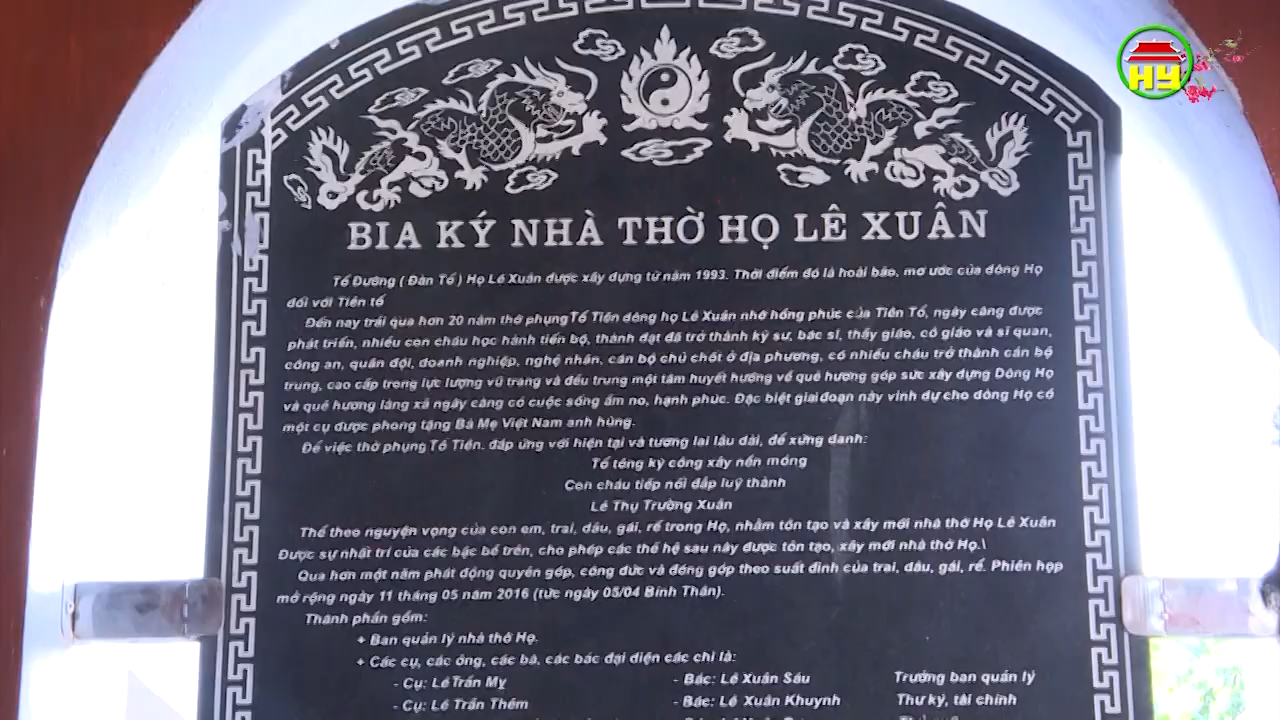 HY
BIA KÝ NHÀ THỜ HỌ LÊ XUÂN
Tổ Đường ( Đàn Tổ ) Họ Lê Xuân được xây dựng từ năm 1993. Thời điểm đó là hoài bão, mơ ước của dòng Họ
đối với Tiên tổ
Đến nay trải qua hơn 20 năm thờ phụng Tổ Tiên dòng họ Lê Xuân nhờ hồng phúc của Tiên Tổ, ngày càng được
phát triển, nhiều con cháu học hành tiến bộ, thành đạt đã trở thành kỹ sư, bác sĩ, thầy giáo, cô giáo và sĩ quan,
công an, quân đội, doanh nghiệp, nghệ nhân, cán bộ chủ chốt ở địa phương, có nhiều cháu trở thành cán bộ
trung, cao cấp trong lực lượng vũ trang và đều trung một tâm huyết hướng về quê hương góp sức xây dựng Dòng Họ
và quê hương làng xã ngày càng có cuộc sống ấm no, hạnh phúc. Đặc biệt giai đoạn này vinh dự cho dòng Họ có
một cụ được phong tặng Bà Mẹ Việt Nam anh hùng.
Để việc thờ phụng Tổ Tiên. đáp ứng với hiện tại và tương lai lâu dài, để xứng danh:
Tổ tông kỳ công xây nền móng
Con cháu tiếp nối đắp luỹ thành
Lê Thụ Trường Xuân
Thể theo nguyện vọng của con em, trai, dâu, gái, rể trong Họ, nhằm tôn tạo và xây mới nhà thờ Họ Lê Xuân
Được sự nhất trí của các bậc bề trên, cho phép các thế hệ sau này được tôn tạo, xây mới nhà thờ Họ.\
Qua hơn một năm phát động quyên góp, công đức và đóng góp theo suất đinh của trai, dâu, gái, rể. Phiên họp
mở rộng ngày 11 tháng 05 năm 2016 (tức ngày 05/04 Bính Thân).
Thành phần gồm:
+ Ban quản lý nhà thờ Họ.
+ Các cụ, các ông, các bà, các bác đại diện các chi là:
- Cụ: Lê Trần Mỵ - Bác: Lê Xuân Sáu Trưởng ban quản lý
- Cụ: Lê Trần Thêm - Bác: Lê Xuân Khuynh Thư ký, tài chính